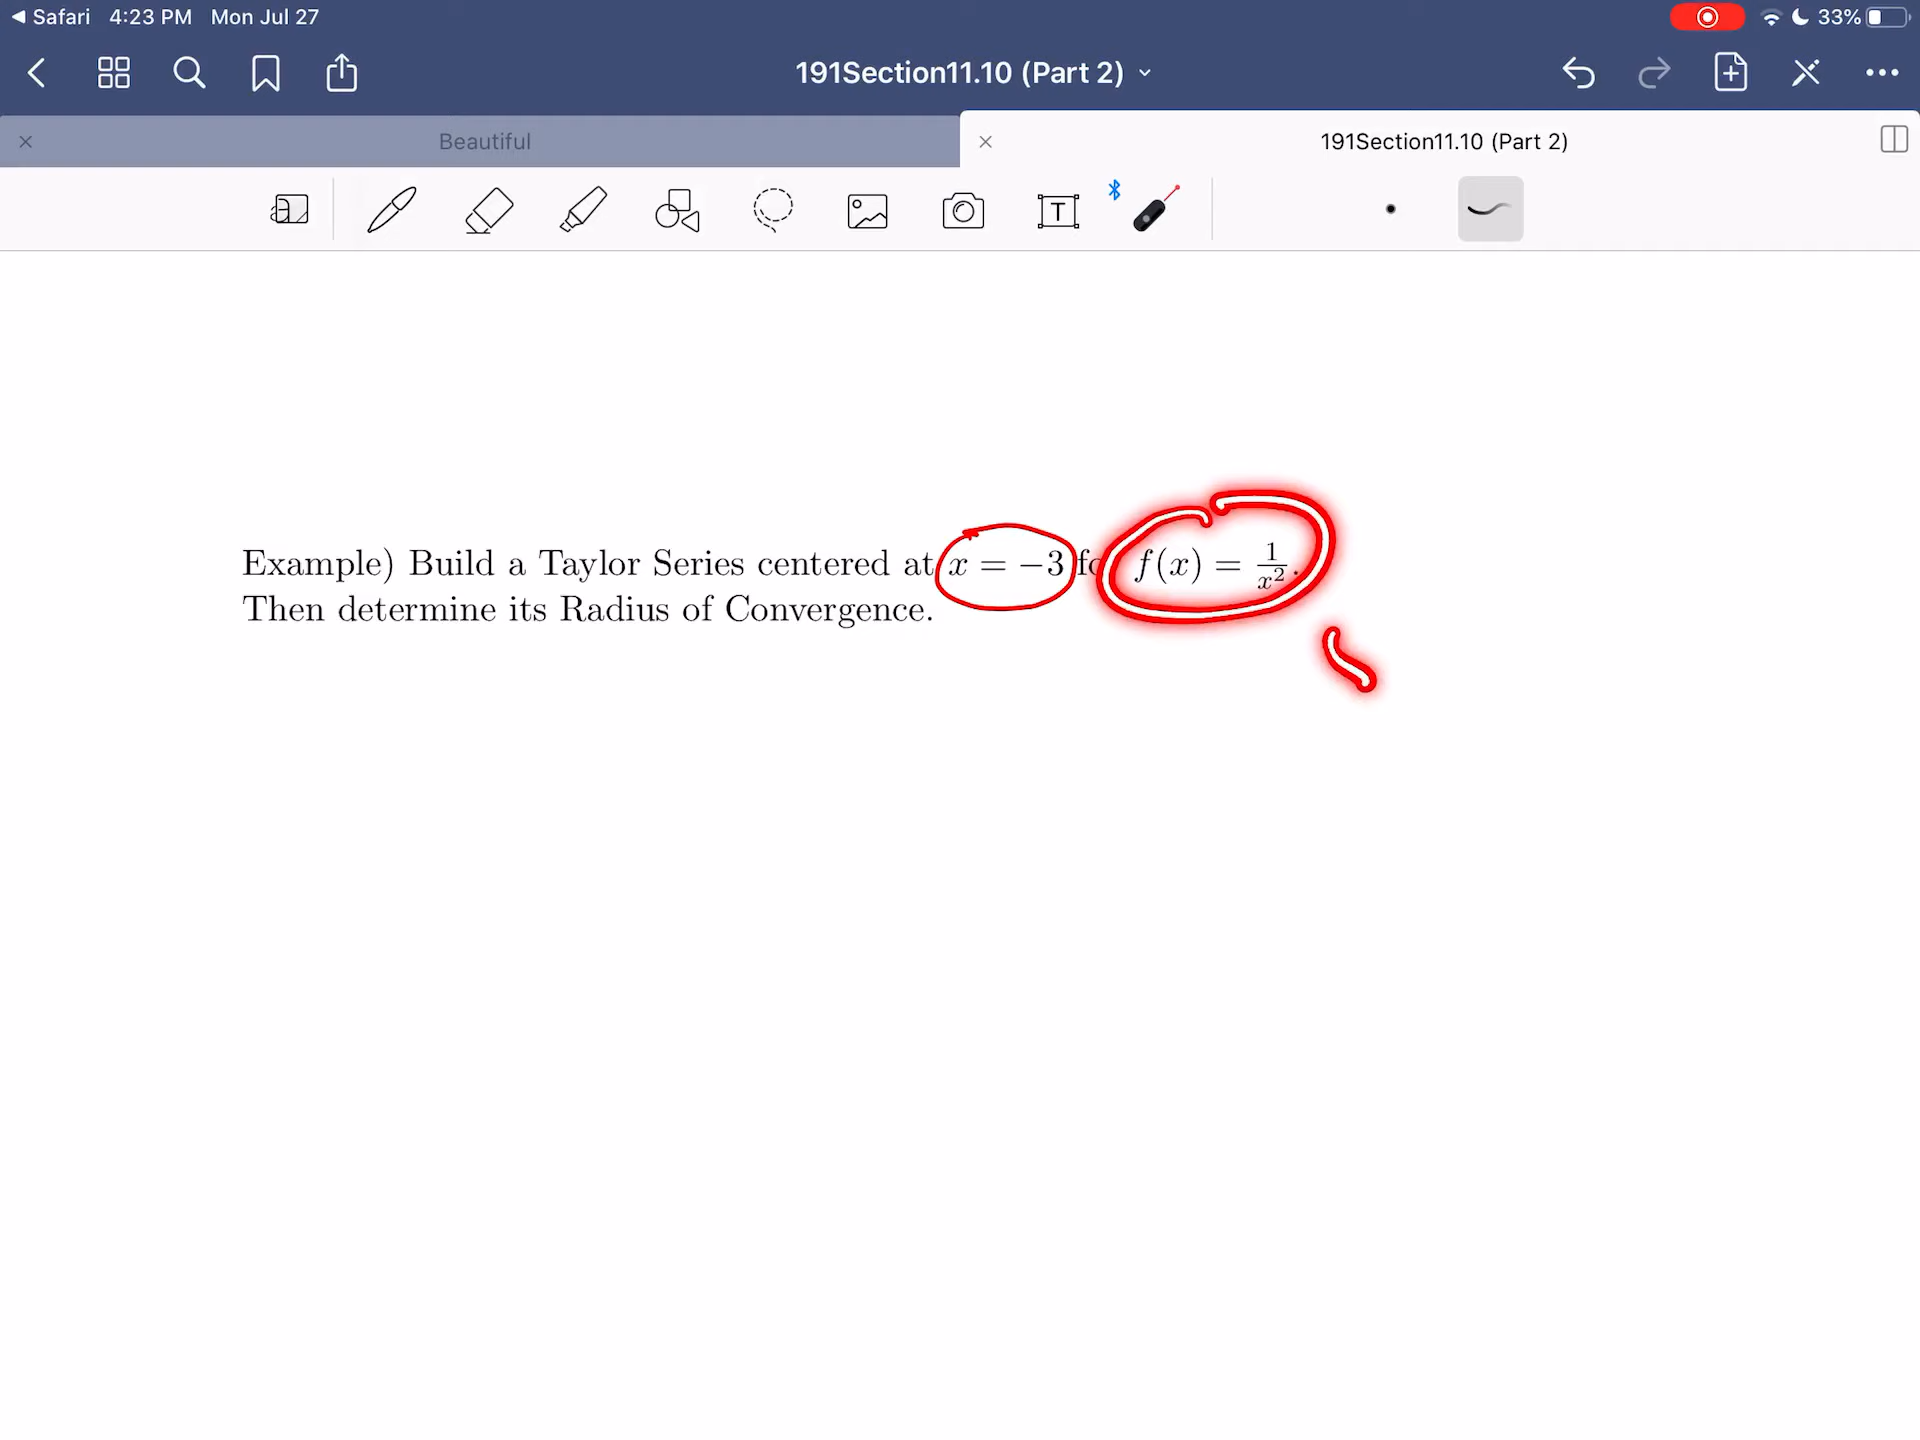 Safari 4:23 PM Mon Jul 27 33%
191Section11.10 (Part 2)
Beautiful 191Section11.10 (Part 2)
a T
Example) Build a Taylor Series centered at x = −3 fo f(x) = 1/x².
Then determine its Radius of Convergence.